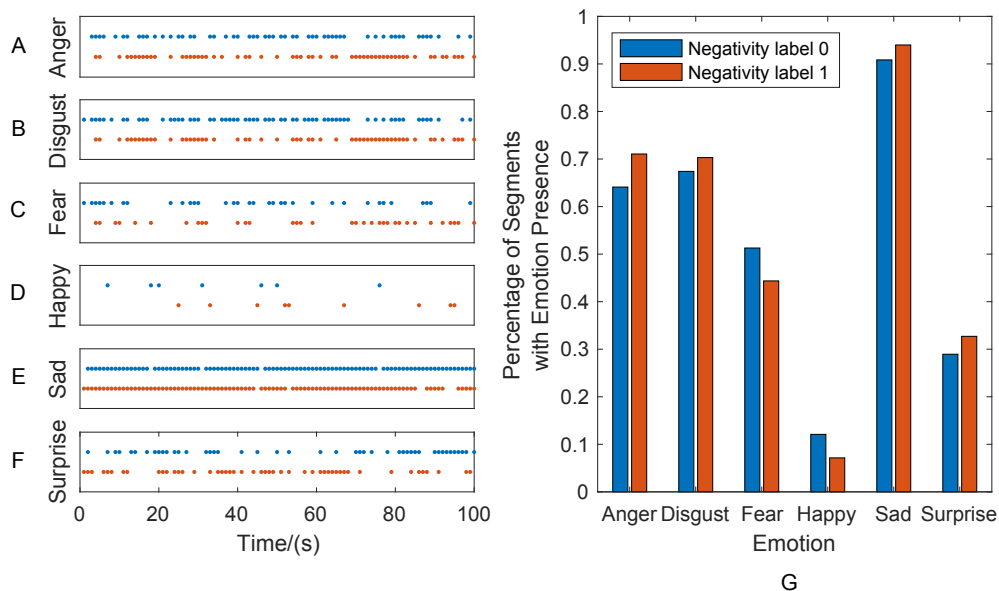 A
Anger
B
Disgust
C
Fear
D
Happy
E
Sad
F
Surprise
0
20
40
60
80
100
Time/(s)
Percentage of Segments
with Emotion Presence
1
0.9
0.8
0.7
0.6
0.5
0.4
0.3
0.2
0.1
0
Negativity label 0
Negativity label 1
Anger
Disgust
Fear
Happy
Sad
Surprise
Emotion
G